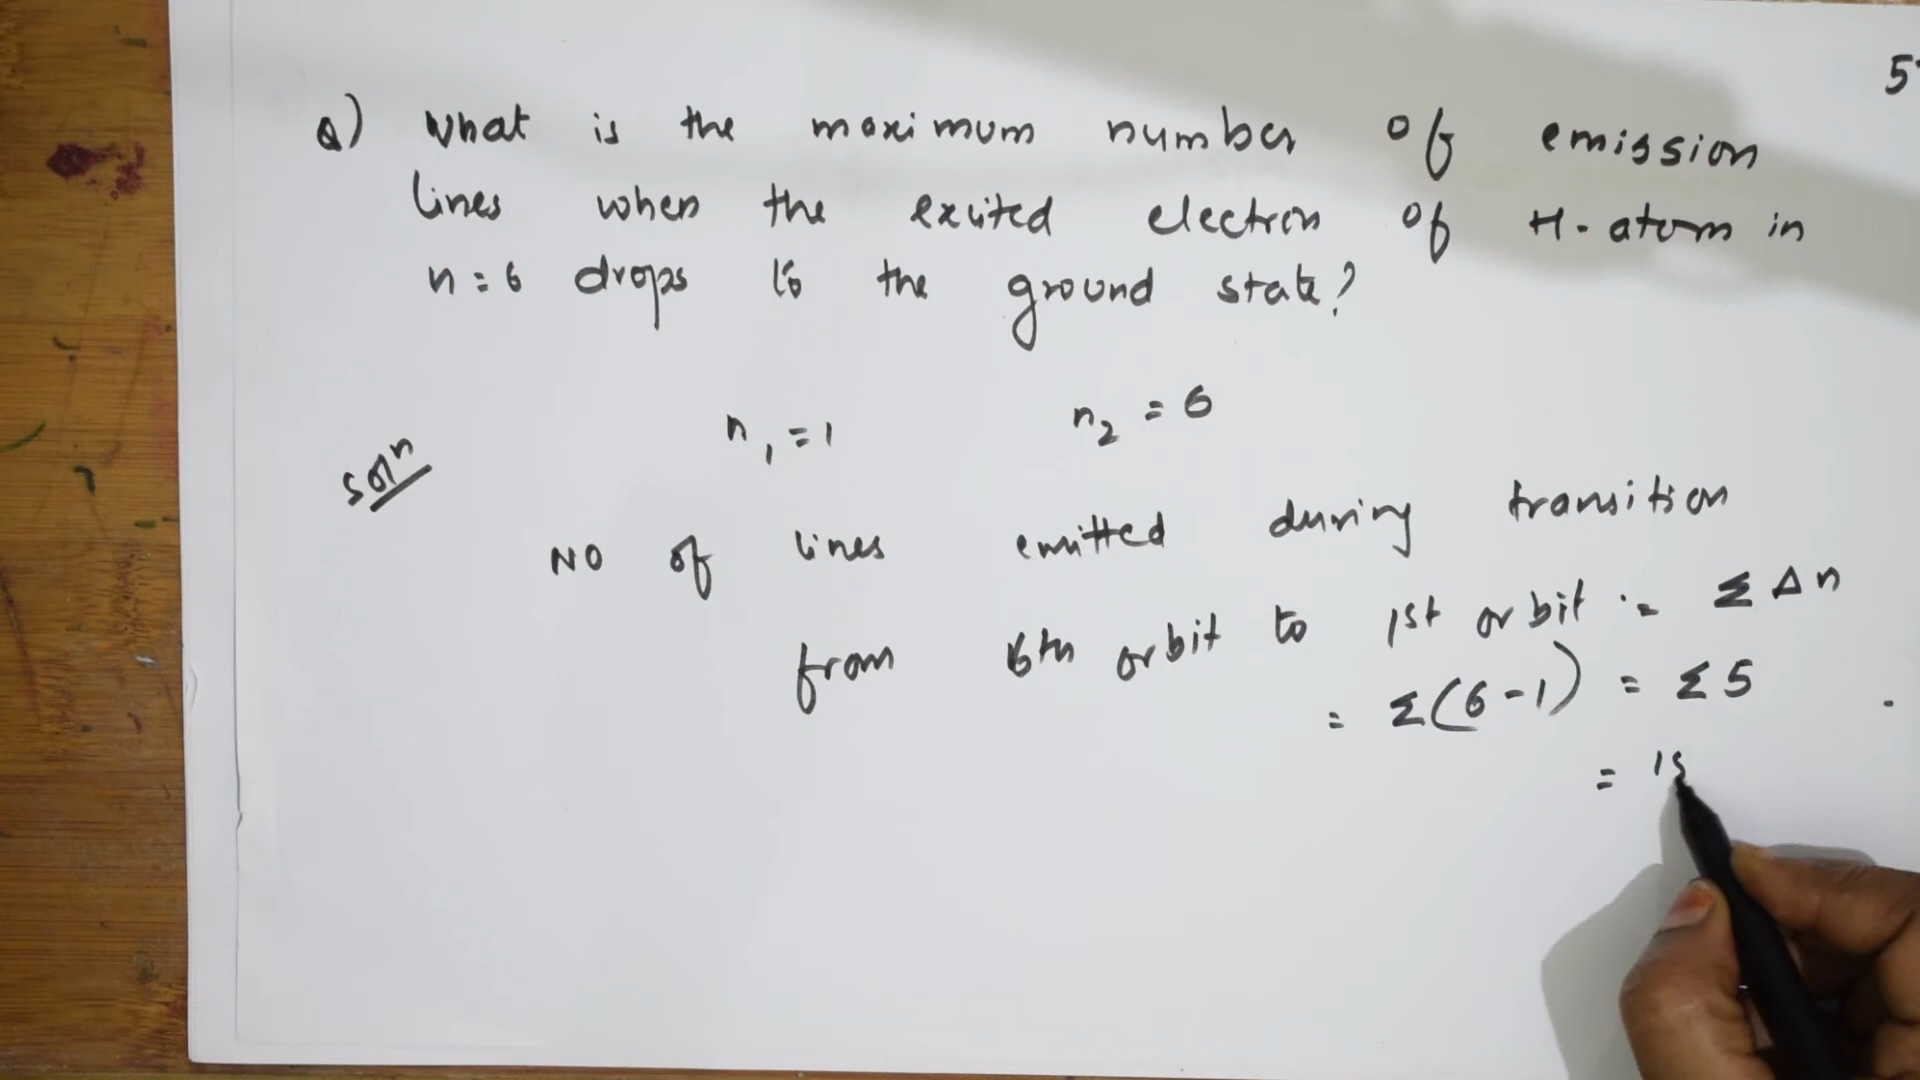 5
Q) What is the maximum number of emission
lines when the excited electron of H-atom in
n=6 drops to the ground state?
Soln
n₁=1 n₂ = 6
NO of lines emitted during transition
from 6th orbit to 1st orbit = Σ Δn
= Σ(6-1) = Σ5
= 15